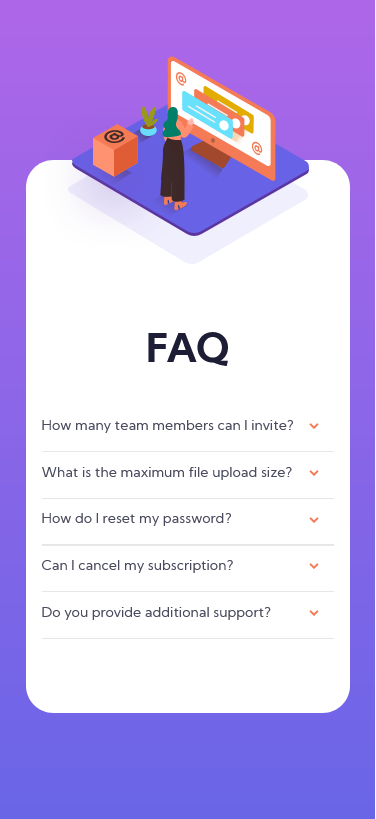 @
@
@
FAQ
How many team members can I invite?
What is the maximum file upload size?
How do I reset my password?
Can I cancel my subscription?
Do you provide additional support?